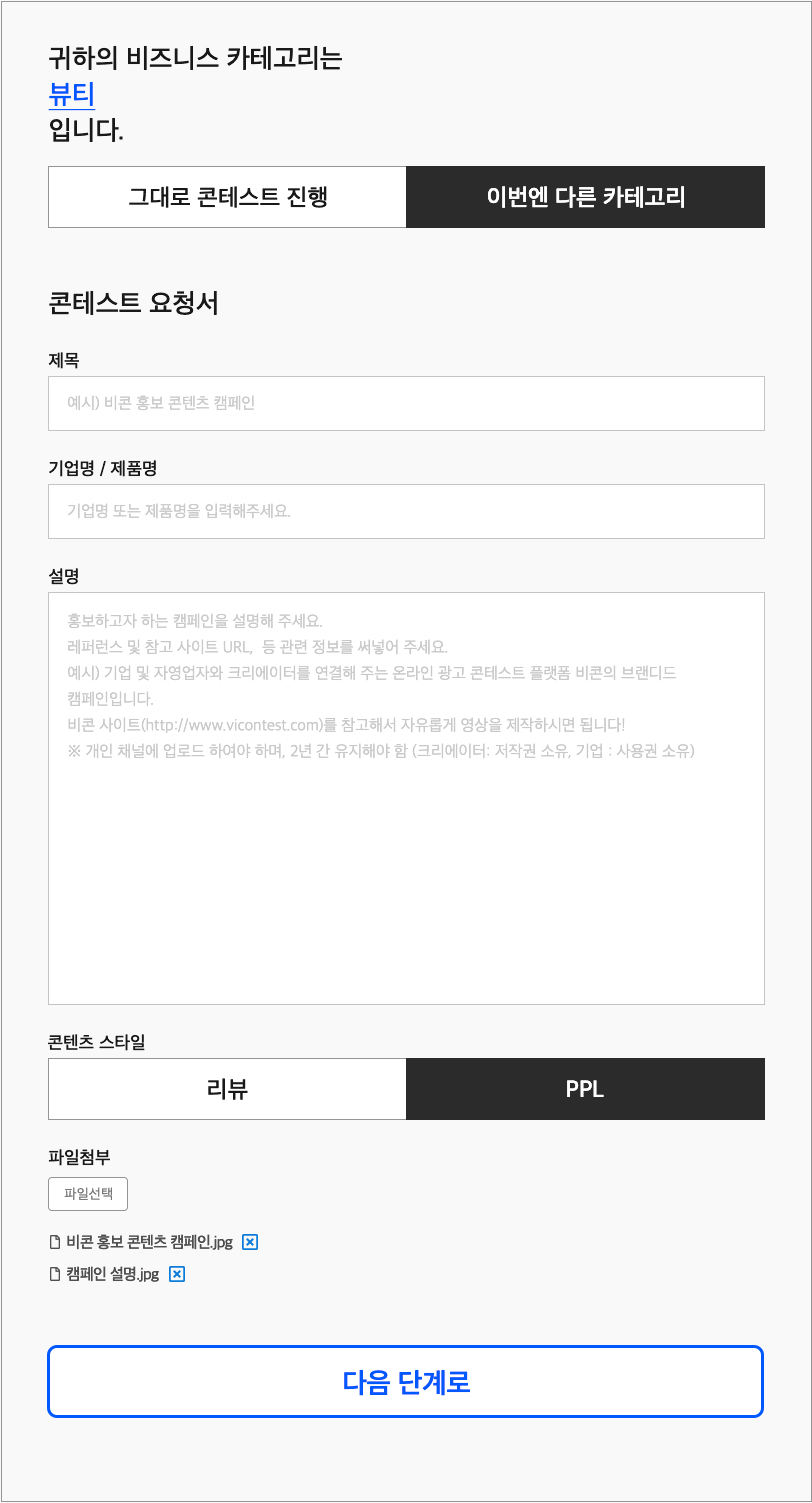 귀하의 비즈니스 카테고리는
뷰티
입니다.
그대로 콘테스트 진행
이번엔 다른 카테고리
콘테스트 요청서
제목
예시) 비콘 홍보 콘텐츠 캠페인
기업명 / 제품명
기업명 또는 제품명을 입력해주세요.
설명
홍보하고자 하는 캠페인을 설명해 주세요.
레퍼런스 및 참고 사이트 URL,  등 관련 정보를 써넣어 주세요.
예시) 기업 및 자영업자와 크리에이터를 연결해 주는 온라인 광고 콘테스트 플랫폼 비콘의 브랜디드
캠페인입니다.
비콘 사이트(http://www.vicontest.com)를 참고해서 자유롭게 영상을 제작하시면 됩니다!
※ 개인 채널에 업로드 하여야 하며, 2년 간 유지해야 함 (크리에이터: 저작권 소유, 기업 : 사용권 소유)
콘텐츠 스타일
리뷰
PPL
파일첨부
파일선택
비콘 홍보 콘텐츠 캠페인.jpg
캠페인 설명.jpg
다음 단계로